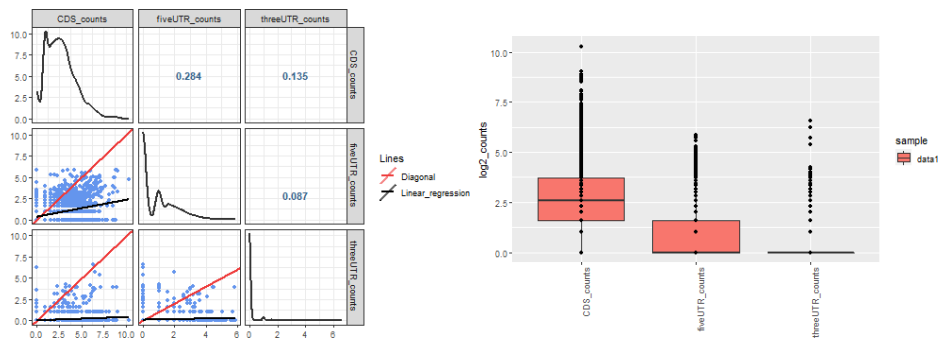 CDS_counts fiveUTR_counts threeUTR_counts
10.0
7.5
5.0
2.5
0.0
0.284 0.135
CDS_counts
10.0
7.5
5.0
2.5
0.0
0.087
fiveUTR_counts
10.0
7.5
5.0
2.5
0.0
threeUTR_counts
0.0 2.5 5.0 7.5 10.0 0 2 4 6 0 2 4 6
Lines
Diagonal
Linear_regression
log2_counts
10.0
7.5
5.0
2.5
0.0
CDS_counts
fiveUTR_counts
threeUTR_counts
sample
data1